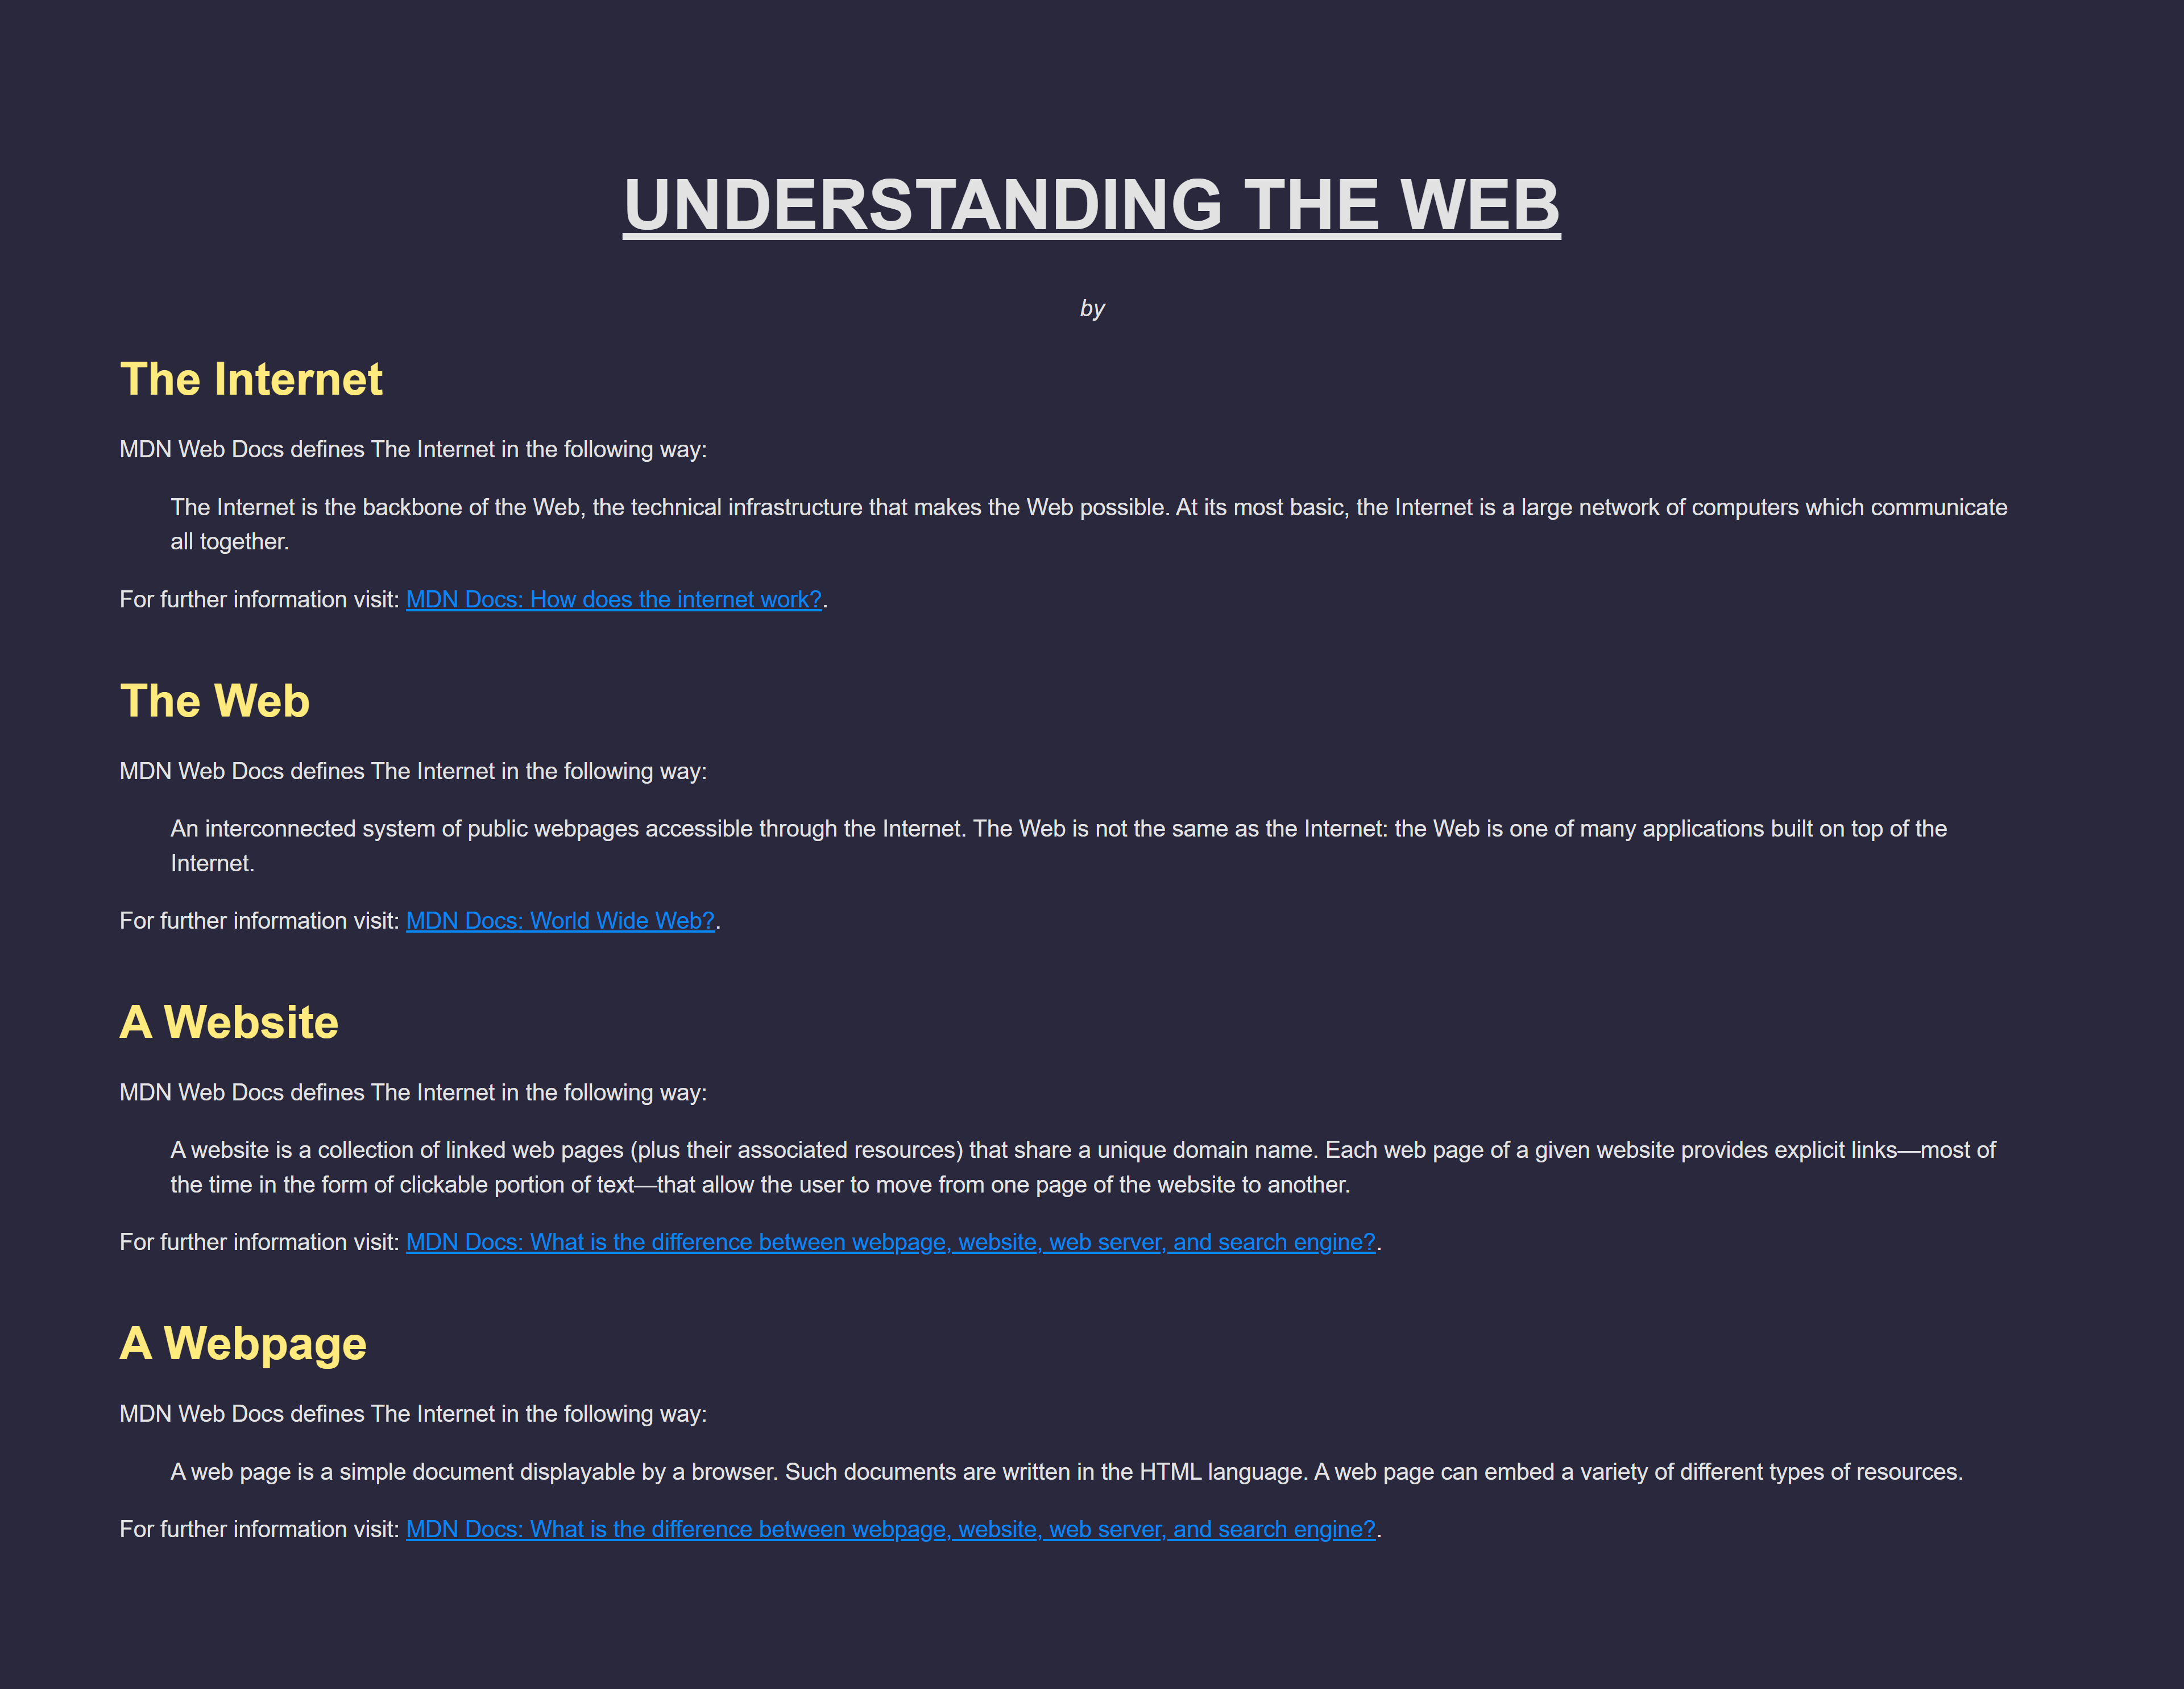 UNDERSTANDING THE WEB
by
The Internet
MDN Web Docs defines The Internet in the following way:
The Internet is the backbone of the Web, the technical infrastructure that makes the Web possible. At its most basic, the Internet is a large network of computers which communicate
all together.
For further information visit: MDN Docs: How does the internet work?.
The Web
MDN Web Docs defines The Internet in the following way:
An interconnected system of public webpages accessible through the Internet. The Web is not the same as the Internet: the Web is one of many applications built on top of the
Internet.
For further information visit: MDN Docs: World Wide Web?.
A Website
MDN Web Docs defines The Internet in the following way:
A website is a collection of linked web pages (plus their associated resources) that share a unique domain name. Each web page of a given website provides explicit links—most of
the time in the form of clickable portion of text—that allow the user to move from one page of the website to another.
For further information visit: MDN Docs: What is the difference between webpage, website, web server, and search engine?.
A Webpage
MDN Web Docs defines The Internet in the following way:
A web page is a simple document displayable by a browser. Such documents are written in the HTML language. A web page can embed a variety of different types of resources.
For further information visit: MDN Docs: What is the difference between webpage, website, web server, and search engine?.